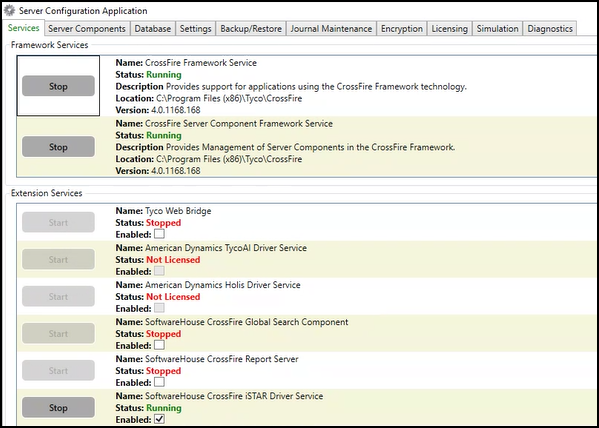 Server Configuration Application
Services Server Components Database Settings Backup/Restore Journal Maintenance Encryption Licensing Simulation Diagnostics
Framework Services
Stop
Name: CrossFire Framework Service
Status: Running
Description Provides support for applications using the CrossFire Framework technology.
Location: C:\Program Files (x86)\Tyco\CrossFire
Version: 4.0.1168.168
Stop
Name: CrossFire Server Component Framework Service
Status: Running
Description Provides Management of Server Components in the CrossFire Framework.
Location: C:\Program Files (x86)\Tyco\CrossFire
Version: 4.0.1168.168
Extension Services
Start
Name: Tyco Web Bridge
Status: Stopped
Enabled:
Start
Name: American Dynamics TycoAI Driver Service
Status: Not Licensed
Enabled:
Start
Name: American Dynamics Holis Driver Service
Status: Not Licensed
Enabled:
Start
Name: SoftwareHouse CrossFire Global Search Component
Status: Stopped
Enabled:
Start
Name: SoftwareHouse CrossFire Report Server
Status: Stopped
Enabled:
Stop
Name: SoftwareHouse CrossFire iSTAR Driver Service
Status: Running
Enabled: